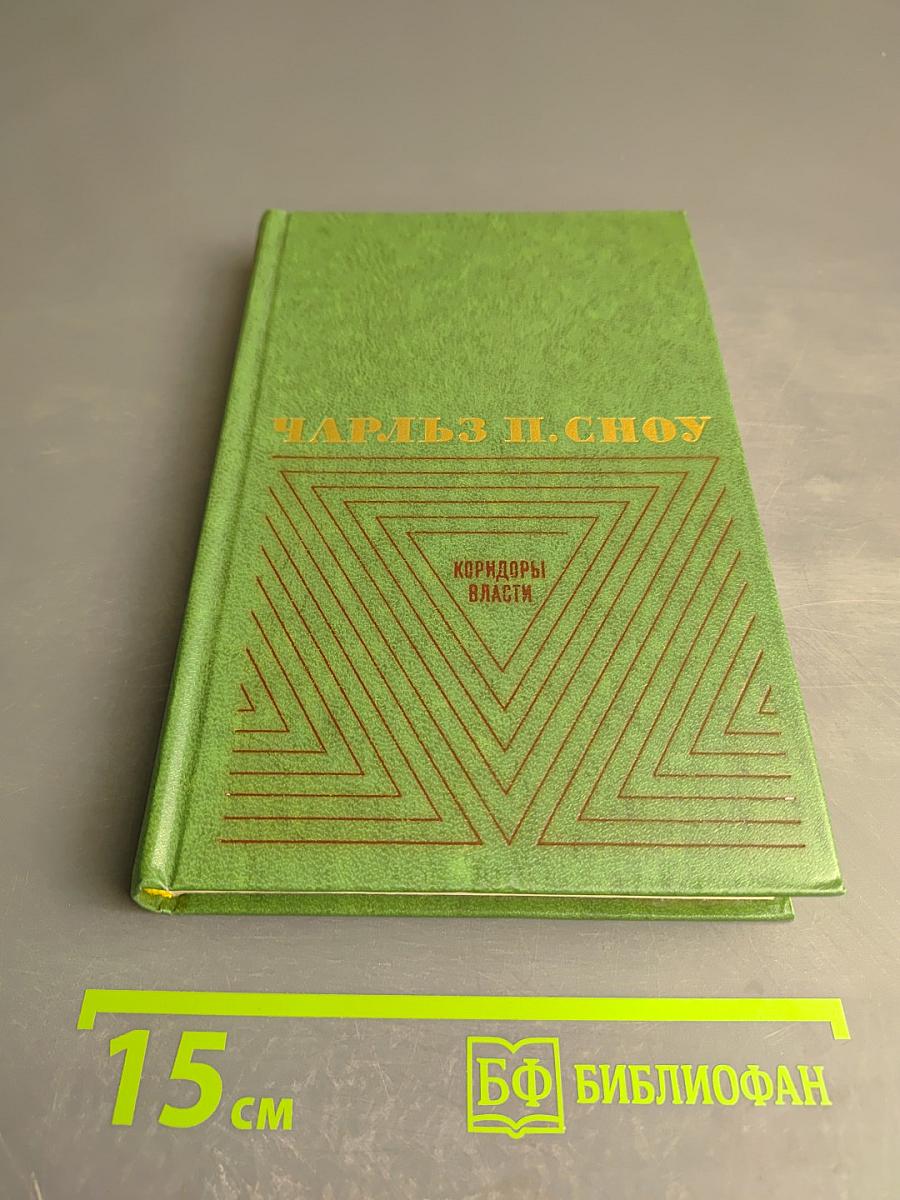 ЧАРЛЬЗ П. СНОУ
КОРИДОРЫ
ВЛАСТИ
15 см
БФ БИБЛИОФАН